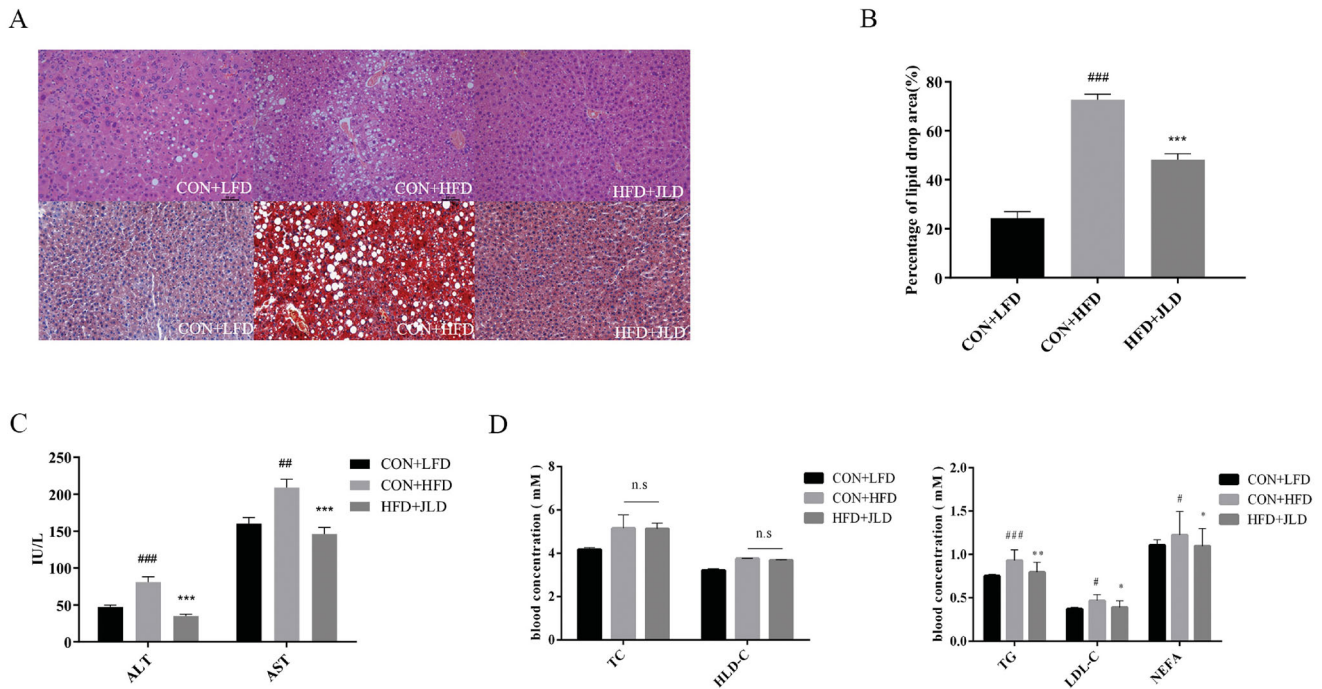 A
CON+LFD
CON+HFD
HFD+JLD
CON+LFD
CON+HFD
HFD+JLD
B
Percentage of lipid drop area(%)
80
60
40
20
0
###
***
CON+LFD
CON+HFD
HFD+JLD
C
IU/L
250
200
150
100
50
0
###
***
##
***
ALT
AST
CON+LFD
CON+HFD
HFD+JLD
D
blood concentration ( mM )
8
6
4
2
0
n.s
n.s
TC
HLD-C
CON+LFD
CON+HFD
HFD+JLD
blood concentration ( mM )
2.0
1.5
1.0
0.5
0.0
###
**
#
*
#
*
TG
LDL-C
NEFA
CON+LFD
CON+HFD
HFD+JLD